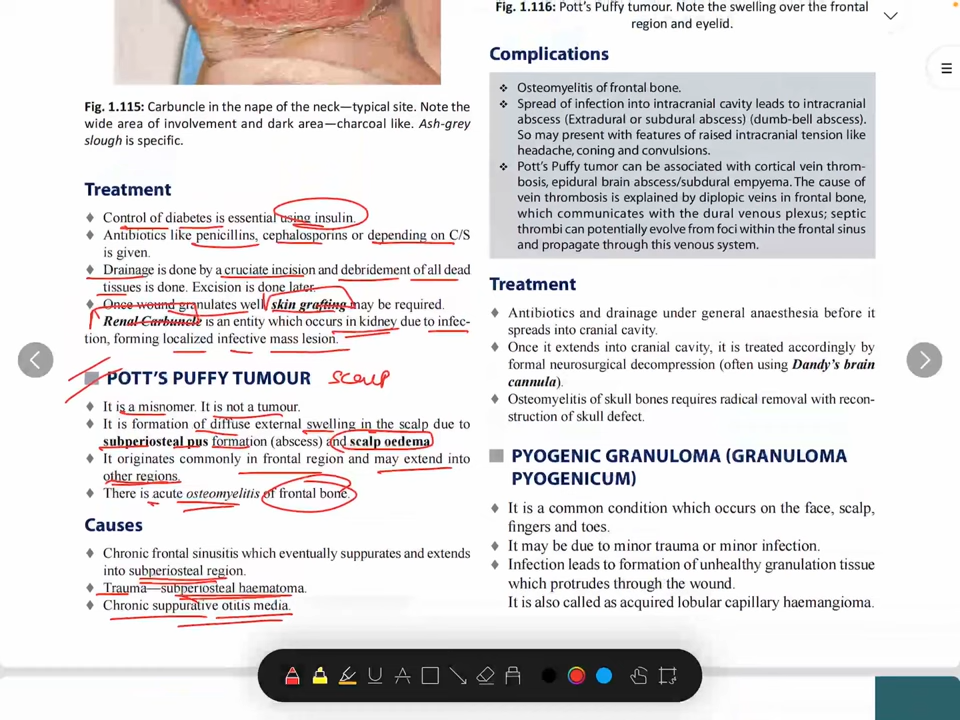 Fig. 1.115: Carbuncle in the nape of the neck—typical site. Note the
wide area of involvement and dark area—charcoal like. Ash-grey
slough is specific.
Treatment
♦ Control of diabetes is essential using insulin.
♦ Antibiotics like penicillins, cephalosporins or depending on C/S
is given.
♦ Drainage is done by a cruciate incision and debridement of all dead
tissues is done. Excision is done later.
♦ Once wound granulates well, skin grafting may be required.
Renal Carbuncle is an entity which occurs in kidney due to infec-
tion, forming localized infective mass lesion.
POTT'S PUFFY TUMOUR scalp
♦ It is a misnomer. It is not a tumour.
♦ It is formation of diffuse external swelling in the scalp due to
subperiosteal pus formation (abscess) and scalp oedema.
♦ It originates commonly in frontal region and may extend into
other regions.
♦ There is acute osteomyelitis of frontal bone.
Causes
♦ Chronic frontal sinusitis which eventually suppurates and extends
into subperiosteal region.
♦ Trauma—subperiosteal haematoma.
♦ Chronic suppurative otitis media.
Fig. 1.116: Pott's Puffy tumour. Note the swelling over the frontal
region and eyelid.
Complications
❖ Osteomyelitis of frontal bone.
❖ Spread of infection into intracranial cavity leads to intracranial
abscess (Extradural or subdural abscess) (dumb-bell abscess).
So may present with features of raised intracranial tension like
headache, coning and convulsions.
❖ Pott's Puffy tumor can be associated with cortical vein throm-
bosis, epidural brain abscess/subdural empyema. The cause of
vein thrombosis is explained by diplopic veins in frontal bone,
which communicates with the dural venous plexus; septic
thrombi can potentially evolve from foci within the frontal sinus
and propagate through this venous system.
Treatment
♦ Antibiotics and drainage under general anaesthesia before it
spreads into cranial cavity.
♦ Once it extends into cranial cavity, it is treated accordingly by
formal neurosurgical decompression (often using Dandy's brain
cannula).
♦ Osteomyelitis of skull bones requires radical removal with recon-
struction of skull defect.
PYOGENIC GRANULOMA (GRANULOMA
PYOGENICUM)
♦ It is a common condition which occurs on the face, scalp,
fingers and toes.
♦ It may be due to minor trauma or minor infection.
♦ Infection leads to formation of unhealthy granulation tissue
which protrudes through the wound.
It is also called as acquired lobular capillary haemangioma.